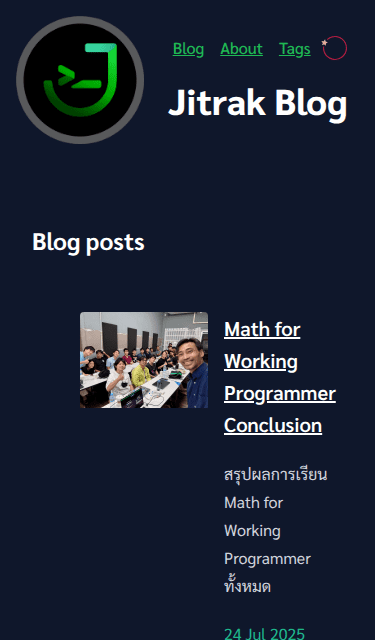 Blog About Tags
Jitrak Blog
Blog posts
Math for
Working
Programmer
Conclusion
สรุปผลการเรียน
Math for
Working
Programmer
ทั้งหมด
24 Jul 2025